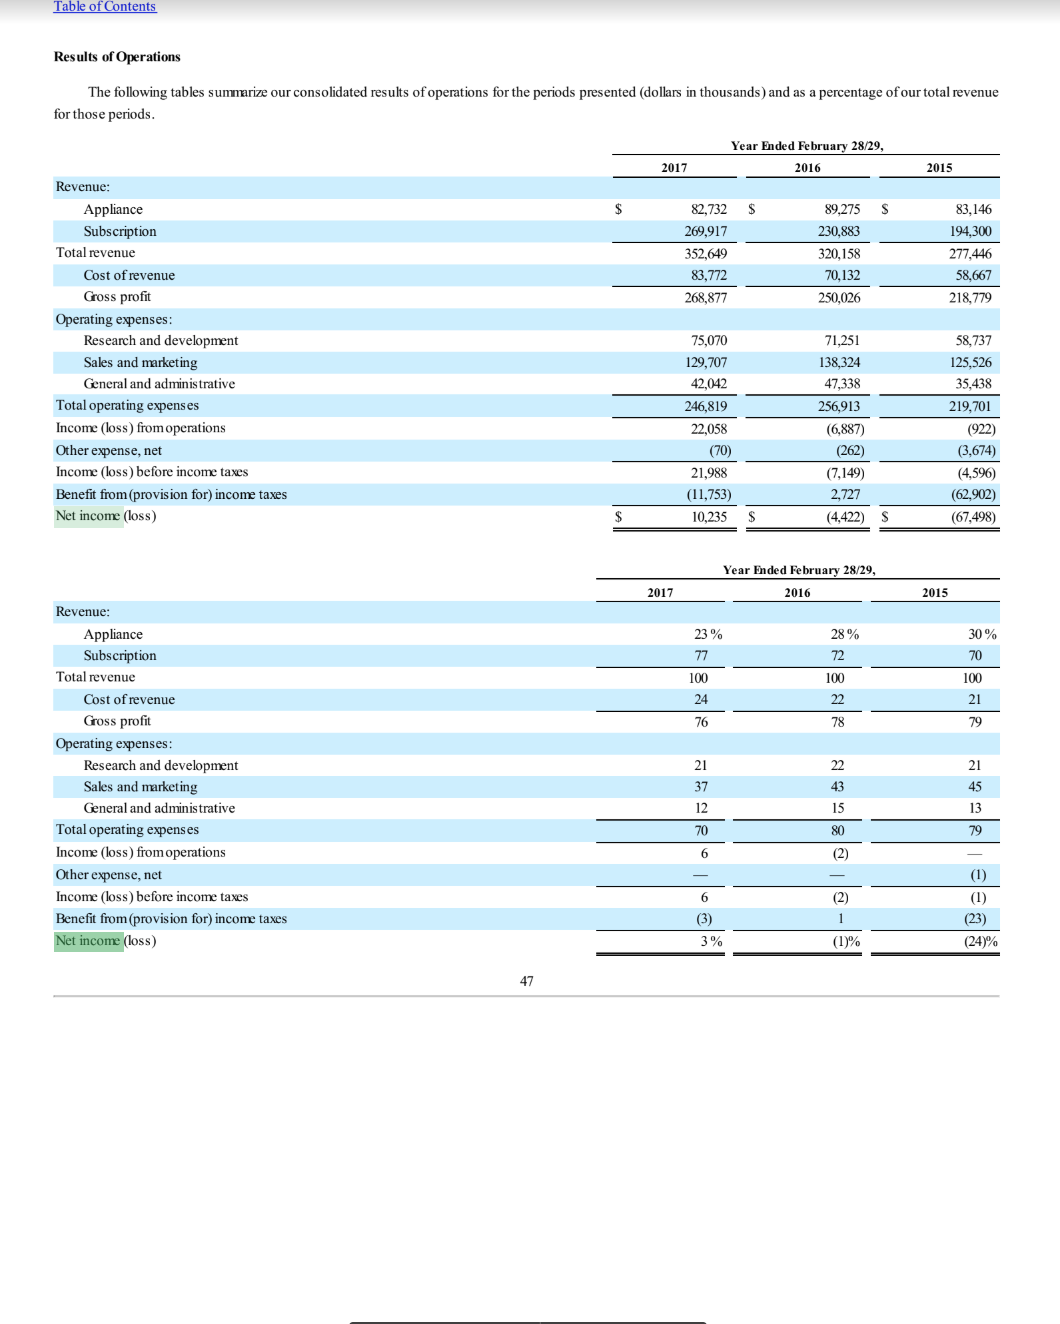 Table of Contents
Results of Operations
The following tables summarize our consolidated results of operations for the periods presented (dollars in thousands) and as a percentage of our total revenue
for those periods.
Year Ended February 28/29,
2017 2016 2015
Revenue:
Appliance $ 82,732 $ 89,275 $ 83,146
Subscription 269,917 230,883 194,300
Total revenue 352,649 320,158 277,446
Cost of revenue 83,772 70,132 58,667
Gross profit 268,877 250,026 218,779
Operating expenses:
Research and development 75,070 71,251 58,737
Sales and marketing 129,707 138,324 125,526
General and administrative 42,042 47,338 35,438
Total operating expenses 246,819 256,913 219,701
Income (loss) from operations 22,058 (6,887) (922)
Other expense, net (70) (262) (3,674)
Income (loss) before income taxes 21,988 (7,149) (4,596)
Benefit from (provision for) income taxes (11,753) 2,727 (62,902)
Net income (loss) $ 10,235 $ (4,422) $ (67,498)
Year Ended February 28/29,
2017 2016 2015
Revenue:
Appliance 23 % 28 % 30 %
Subscription 77 72 70
Total revenue 100 100 100
Cost of revenue 24 22 21
Gross profit 76 78 79
Operating expenses:
Research and development 21 22 21
Sales and marketing 37 43 45
General and administrative 12 15 13
Total operating expenses 70 80 79
Income (loss) from operations 6 (2) —
Other expense, net — — (1)
Income (loss) before income taxes 6 (2) (1)
Benefit from (provision for) income taxes (3) 1 (23)
Net income (loss) 3 % (1)% (24)%
47